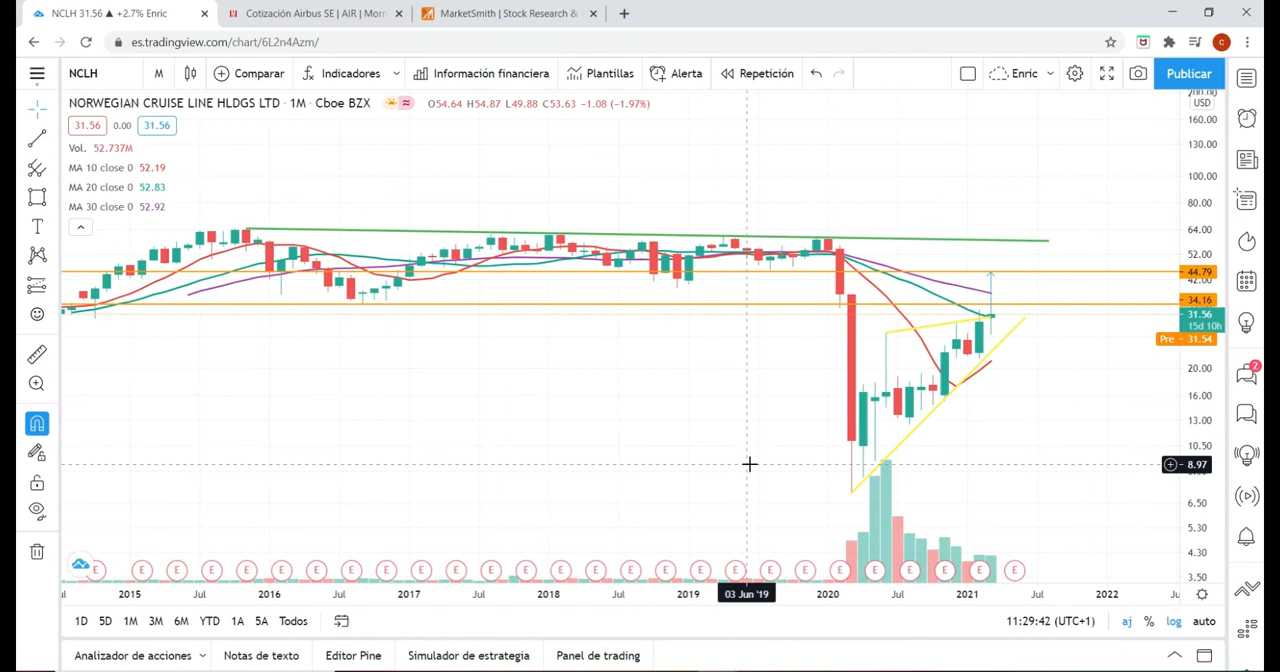 NCLH 31.56 ▲ +2.7% Enric
Cotización Airbus SE | AIR | Morn
MarketSmith | Stock Research &
es.tradingview.com/chart/6L2n4Azm/
NCLH M Comparar Indicadores Información financiera Plantillas Alerta Repetición Enric Publicar
NORWEGIAN CRUISE LINE HLDGS LTD · 1M · Cboe BZX O54.64 H54.87 L49.88 C53.63 -1.08 (-1.97%)
31.56 0.00 31.56
Vol. 52.737M
MA 10 close 0 52.19
MA 20 close 0 52.83
MA 30 close 0 52.92
USD
160.00
130.00
100.00
80.00
64.00
52.00
44.79
34.16
31.56
15d 10h
Pre 31.54
20.00
16.00
13.00
10.50
8.97
6.50
5.30
4.30
3.50
2
E E E E E E E E E E E E E E E E E E E E E E E E E E E
2015 Jul 2016 Jul 2017 Jul 2018 Jul 2019 03 Jun '19 2020 Jul 2021 Jul 2022
1D 5D 1M 3M 6M YTD 1A 5A Todos 11:29:42 (UTC+1) aj % log auto
Analizador de acciones Notas de texto Editor Pine Simulador de estrategia Panel de trading